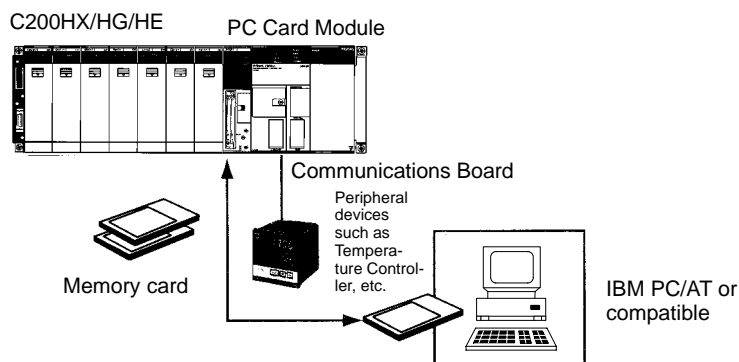 C200HX/HG/HE
PC Card Module
Communications Board
Peripheral
devices
such as
Tempera-
ture Control-
ler, etc.
Memory card
IBM PC/AT or
compatible